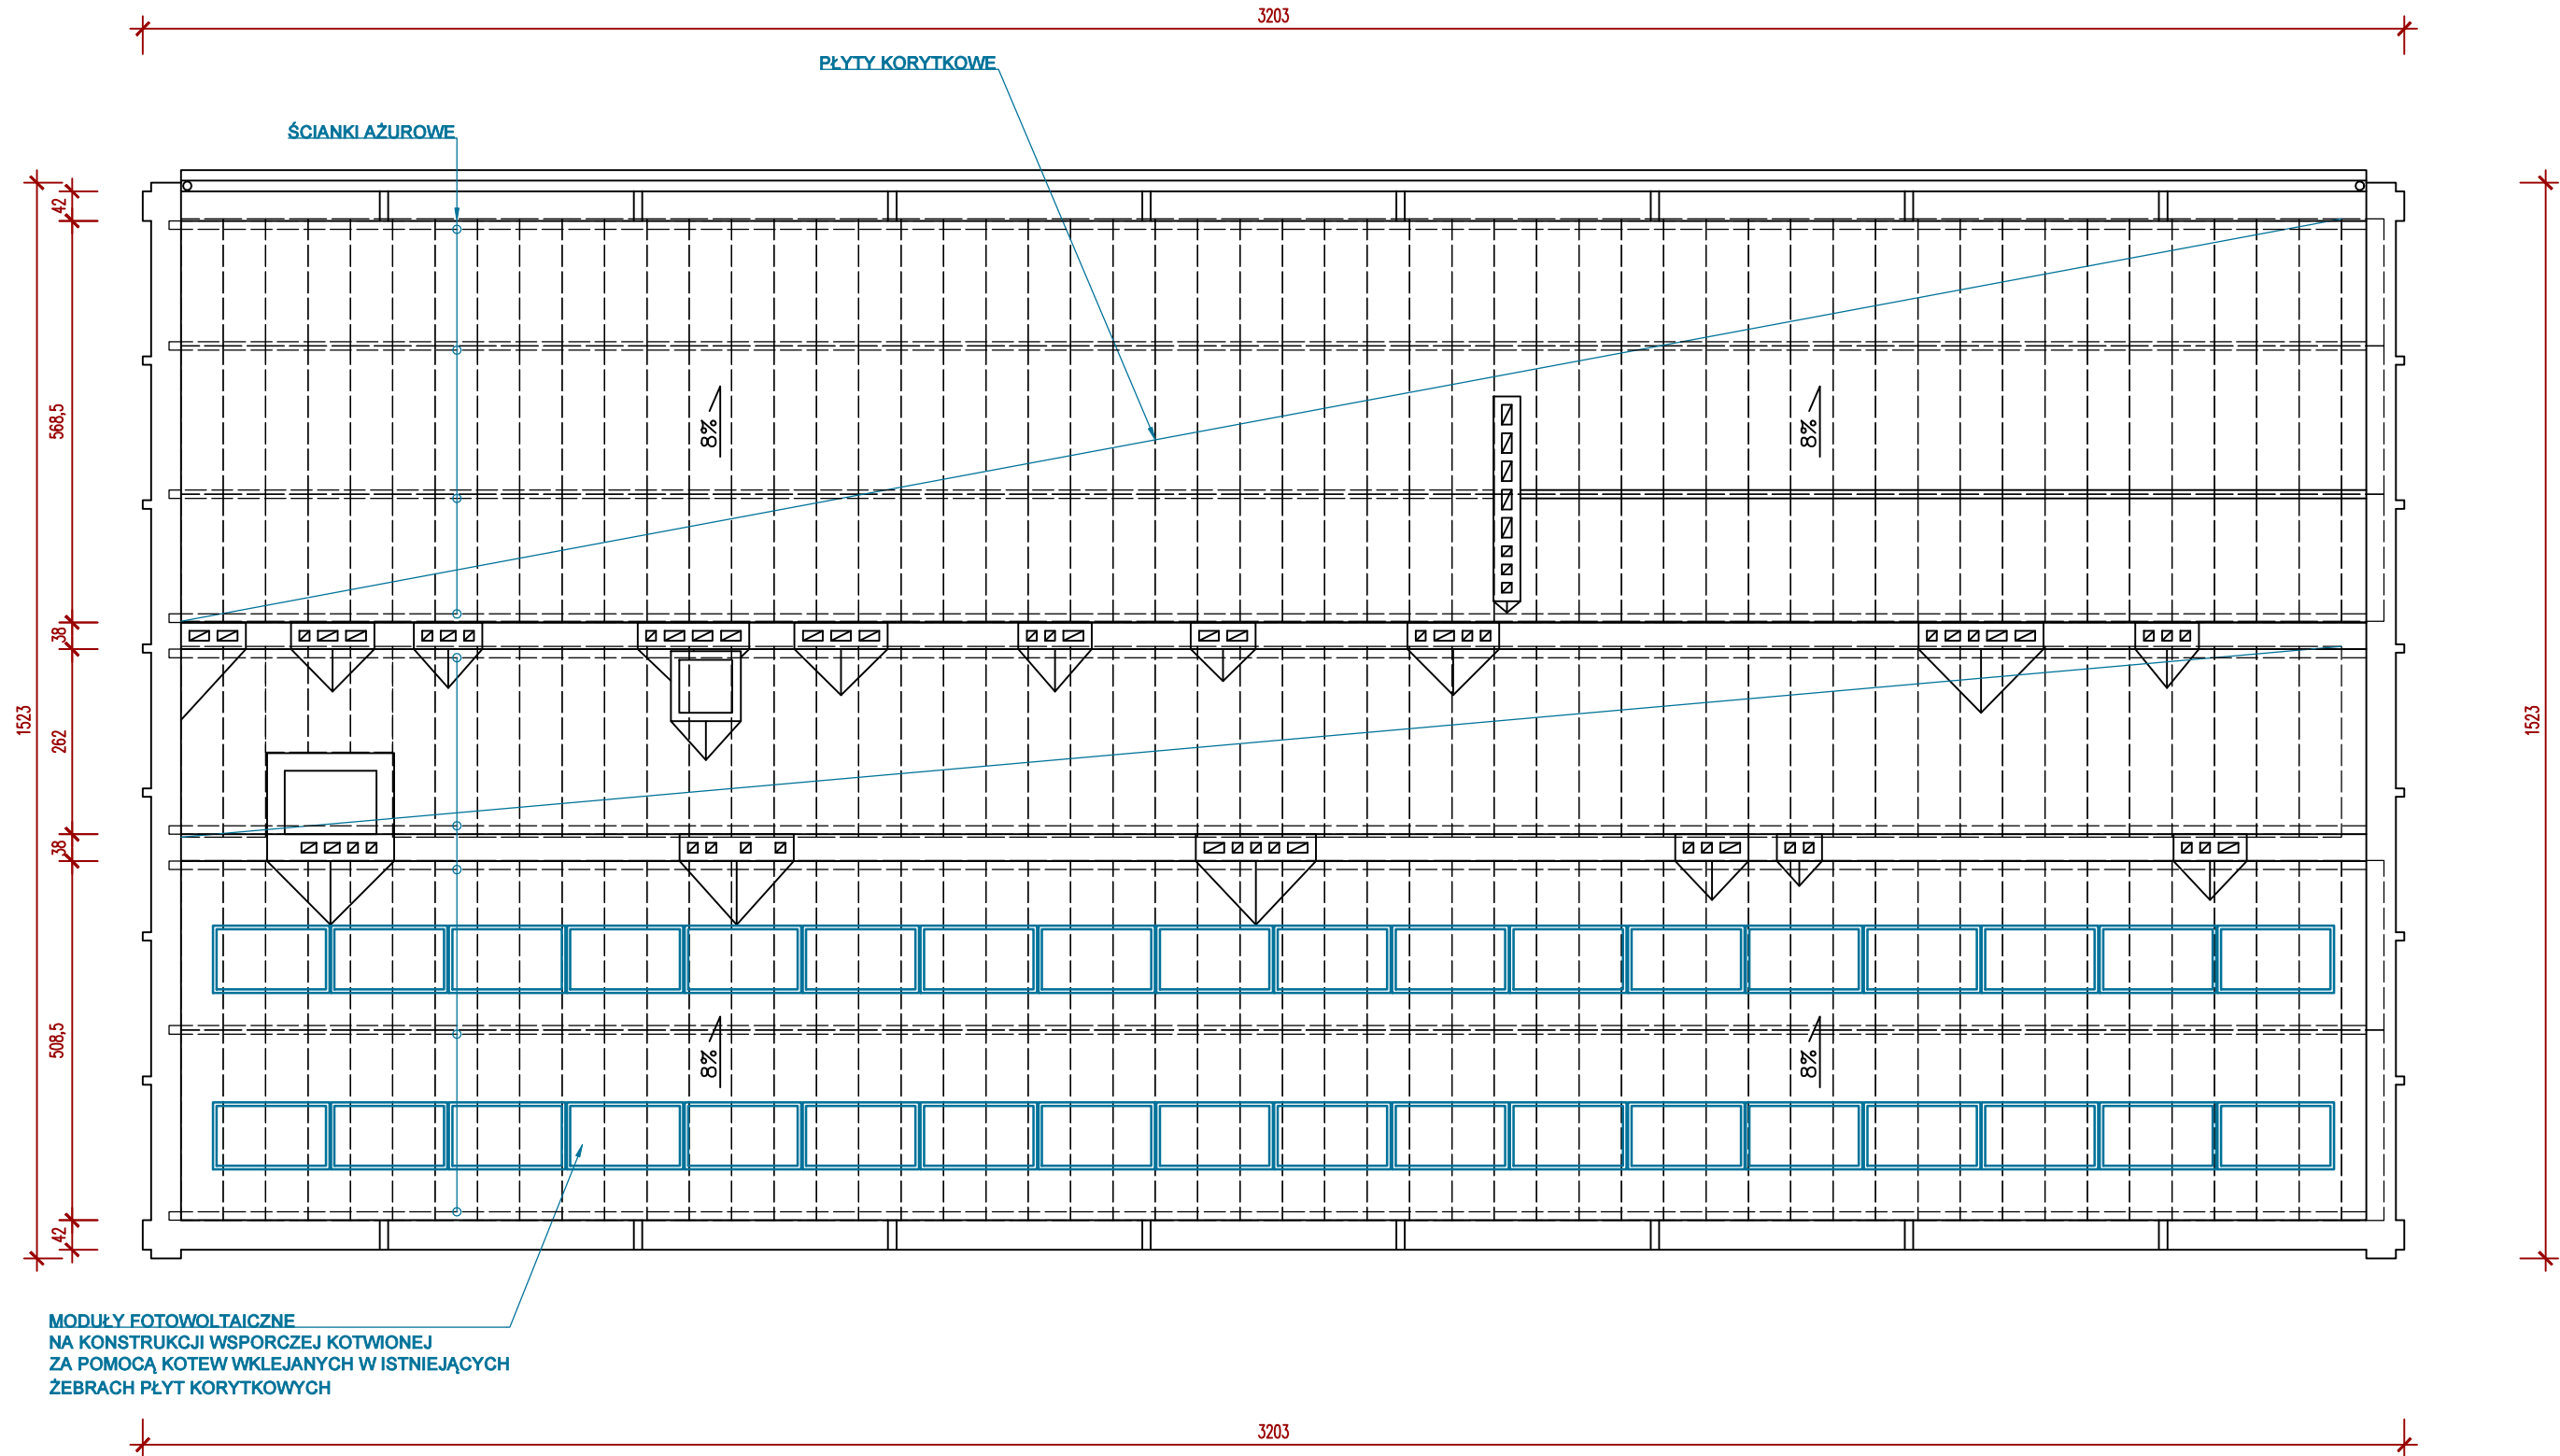 3203
PŁYTY KORYTKOWE
ŚCIANKI AŻUROWE
42
568,5
8%
8%
38
1523
262
1523
38
508,5
8%
8%
42
MODUŁY FOTOWOLTAICZNE
NA KONSTRUKCJI WSPORCZEJ KOTWIONEJ
ZA POMOCĄ KOTEW WKLEJANYCH W ISTNIEJĄCYCH
ŻEBRACH PŁYT KORYTKOWYCH
3203